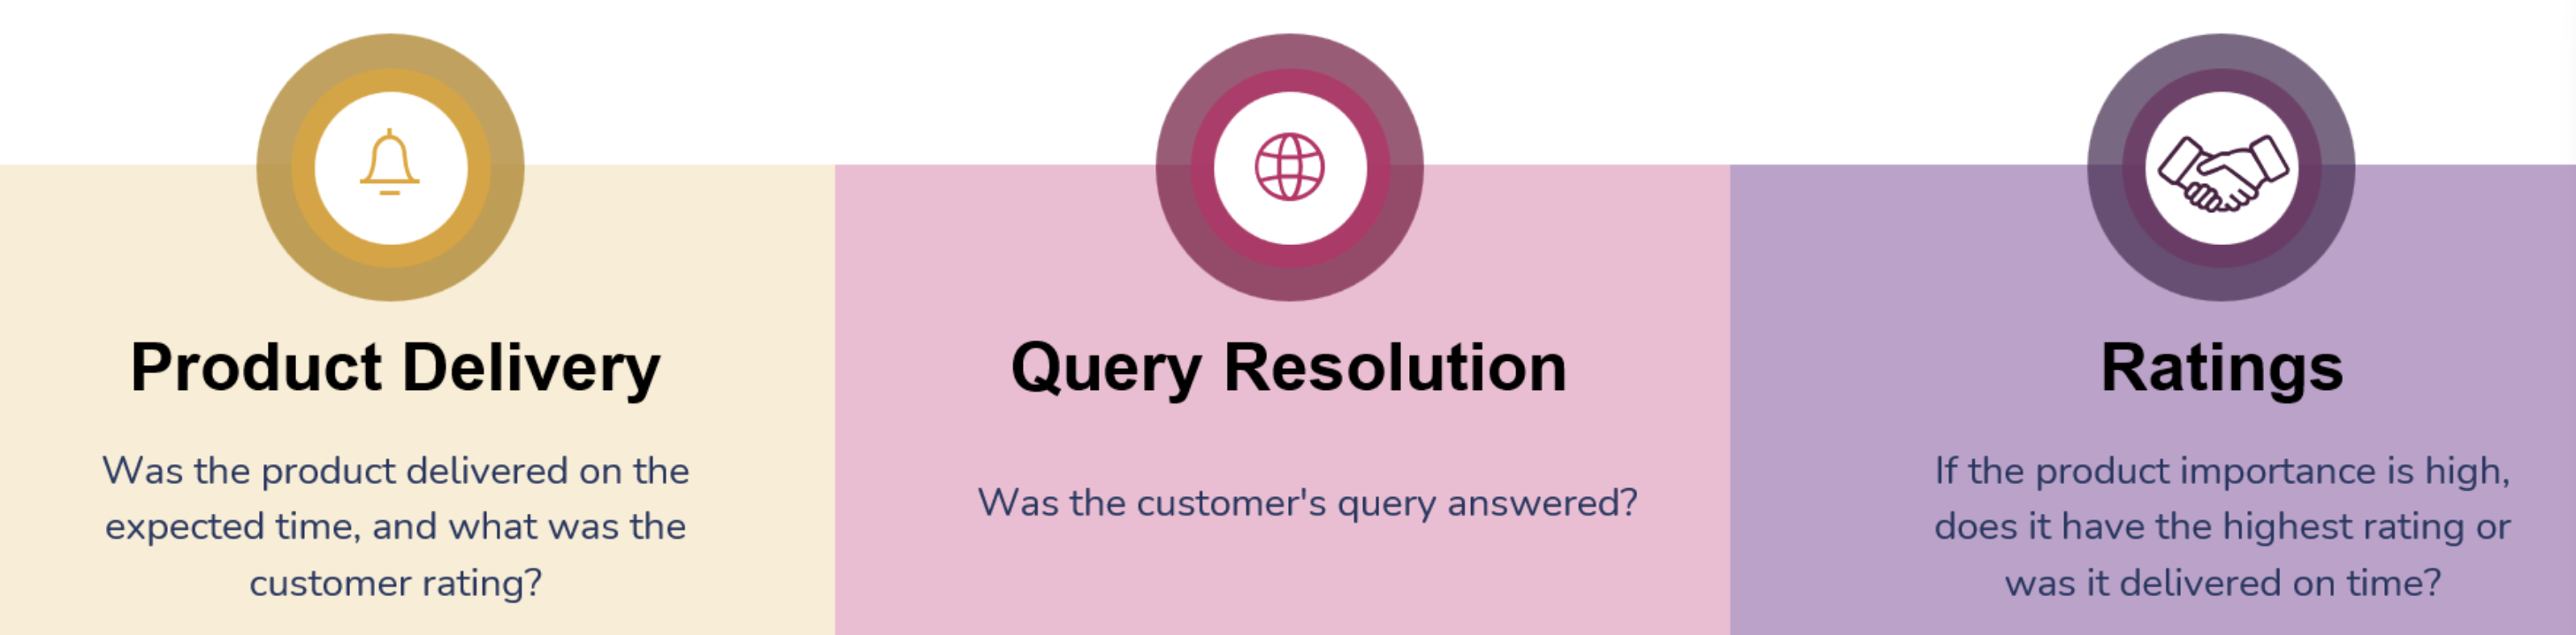 Product Delivery
Was the product delivered on the
expected time, and what was the
customer rating?
Query Resolution
Was the customer's query answered?
Ratings
If the product importance is high,
does it have the highest rating or
was it delivered on time?